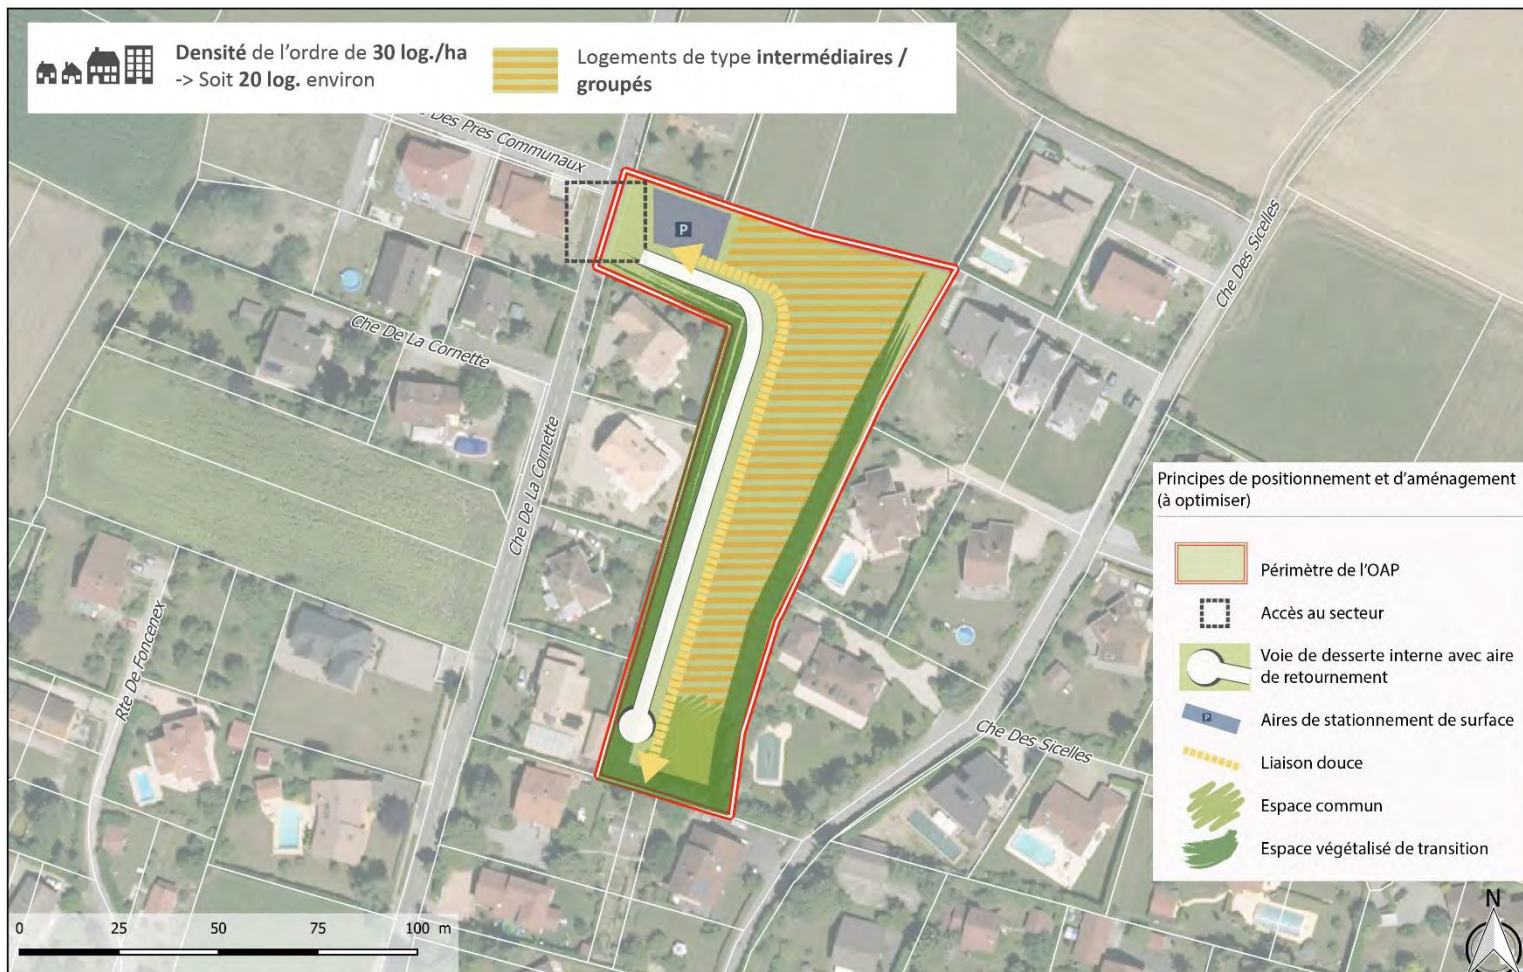 Densité de l’ordre de 30 log./ha
-> Soit 20 log. environ
Logements de type intermédiaires /
groupés
Des Pres Communaux
P
Che De La Cornette
Che De La Cornette
Che Des Sicelles
Che Des Sicelles
Rte De Foncenex
Principes de positionnement et d’aménagement
(à optimiser)
Périmètre de l’OAP
Accès au secteur
Voie de desserte interne avec aire
de retournement
P
Aires de stationnement de surface
Liaison douce
Espace commun
Espace végétalisé de transition
0 25 50 75 100 m
N